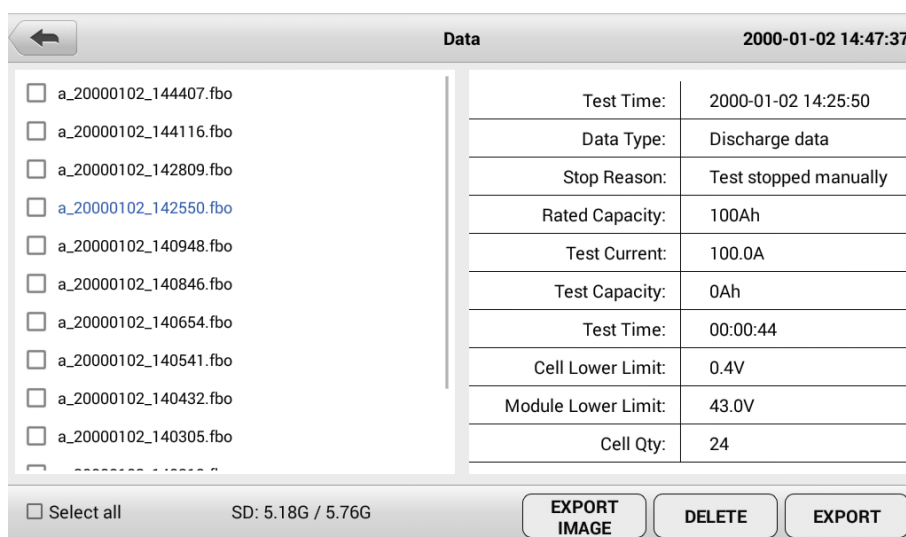 Data
2000-01-02 14:47:37
a_20000102_144407.fbo
a_20000102_144116.fbo
a_20000102_142809.fbo
a_20000102_142550.fbo
a_20000102_140948.fbo
a_20000102_140846.fbo
a_20000102_140654.fbo
a_20000102_140541.fbo
a_20000102_140432.fbo
a_20000102_140305.fbo
Test Time: 2000-01-02 14:25:50
Data Type: Discharge data
Stop Reason: Test stopped manually
Rated Capacity: 100Ah
Test Current: 100.0A
Test Capacity: 0Ah
Test Time: 00:00:44
Cell Lower Limit: 0.4V
Module Lower Limit: 43.0V
Cell Qty: 24
Select all
SD: 5.18G / 5.76G
EXPORT
IMAGE
DELETE
EXPORT